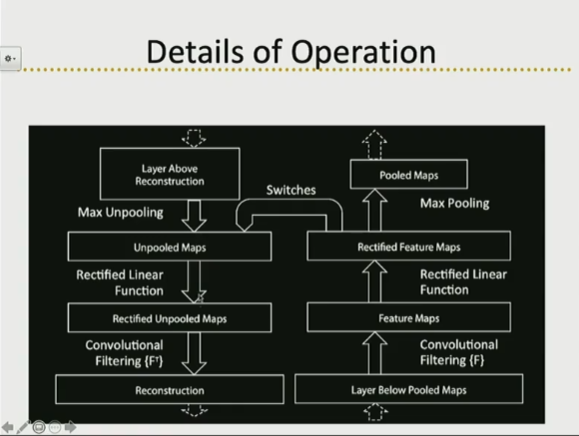 Details of Operation
Layer Above
Reconstruction
Max Unpooling
Unpooled Maps
Rectified Linear
Function
Rectified Unpooled Maps
Convolutional
Filtering {Fᵀ}
Reconstruction
Switches
Pooled Maps
Max Pooling
Rectified Feature Maps
Rectified Linear
Function
Feature Maps
Convolutional
Filtering {F}
Layer Below Pooled Maps